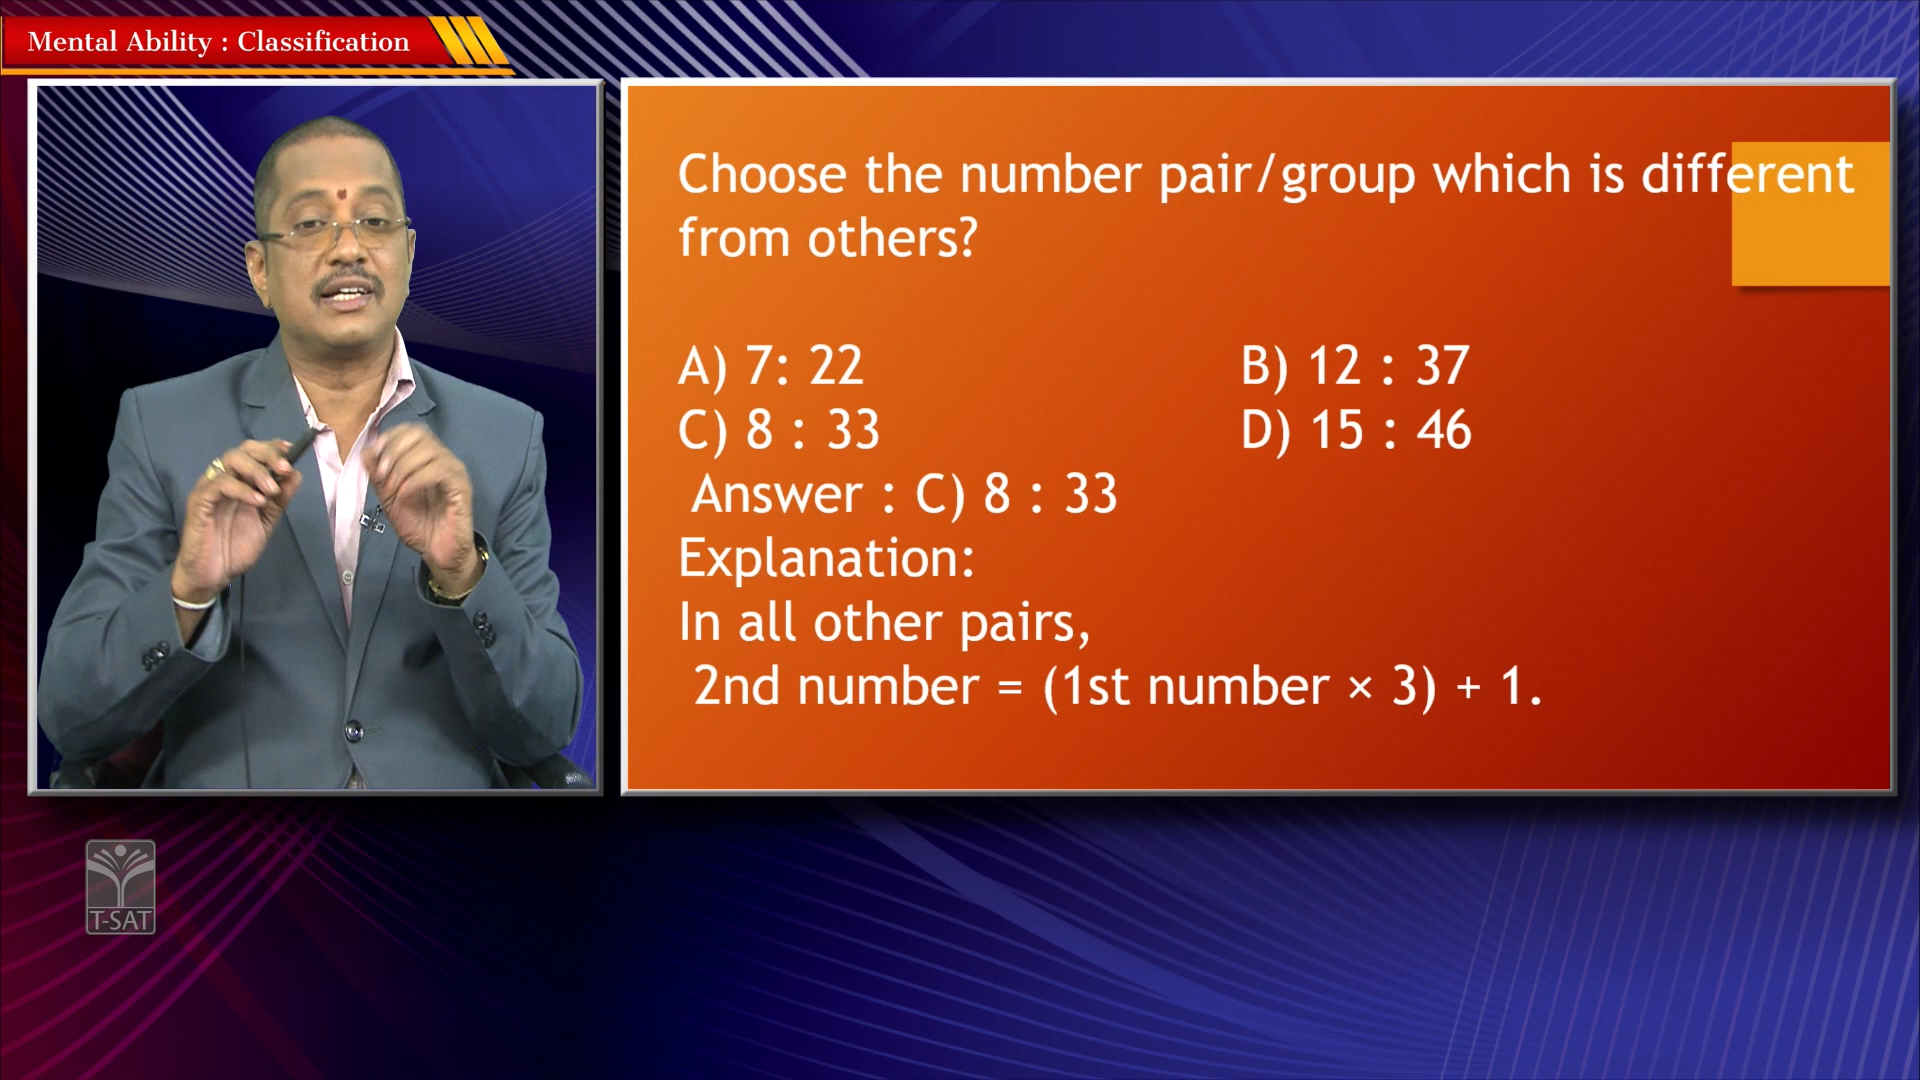 Mental Ability : Classification
Choose the number pair/group which is different
from others?
A) 7: 22 B) 12 : 37
C) 8 : 33 D) 15 : 46
Answer : C) 8 : 33
Explanation:
In all other pairs,
2nd number = (1st number × 3) + 1.
T-SAT